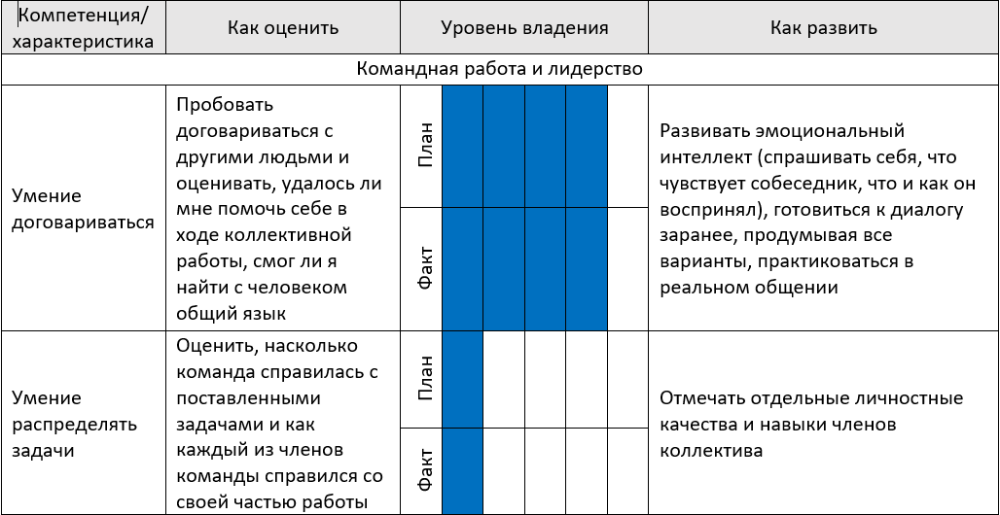 Компетенция/
характеристика
Как оценить
Уровень владения
Как развить
Командная работа и лидерство
Умение
договариваться
Пробовать
договариваться с
другими людьми и
оценивать, удалось ли
мне помочь себе в
ходе коллективной
работы, смог ли я
найти с человеком
общий язык
План
Факт
Развивать эмоциональный
интеллект (спрашивать себя, что
чувствует собеседник, что и как он
воспринял), готовиться к диалогу
заранее, продумывая все
варианты, практиковаться в
реальном общении
Умение
распределять
задачи
Оценить, насколько
команда справилась с
поставленными
задачами и как
каждый из членов
команды справился со
своей частью работы
План
Факт
Отмечать отдельные личностные
качества и навыки членов
коллектива